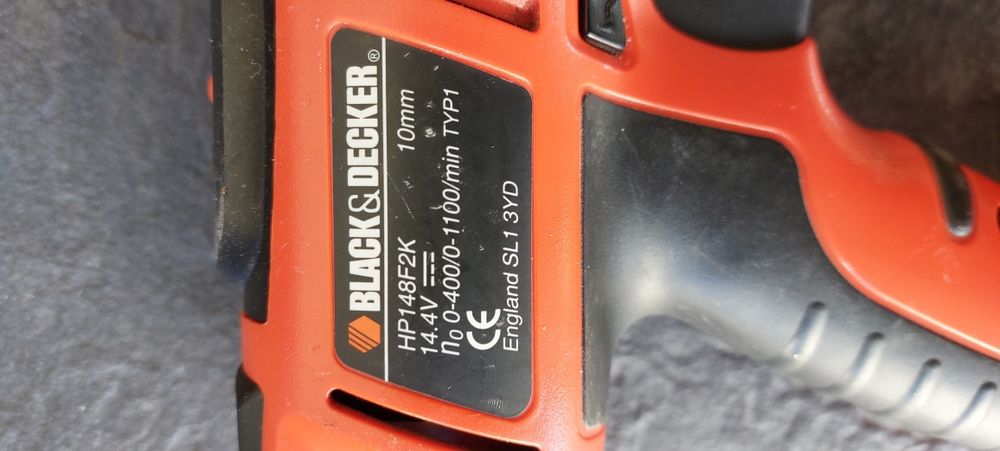 BLACK&DECKER®
HP148F2K 10mm
14.4V
n₀ 0-400/0-1100/min TYP1
CE
England SL1 3YD